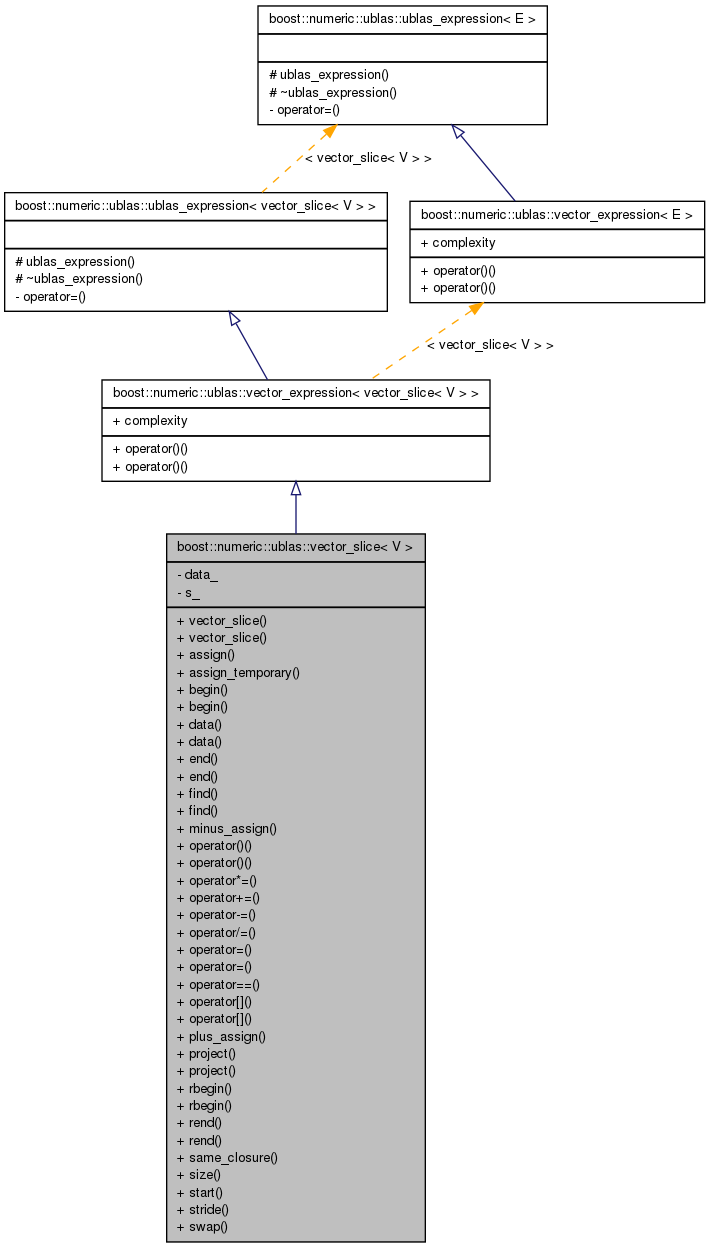 boost::numeric::ublas::ublas_expression< E >
# ublas_expression()
# ~ublas_expression()
- operator=()
< vector_slice< V > >
boost::numeric::ublas::ublas_expression< vector_slice< V > >
# ublas_expression()
# ~ublas_expression()
- operator=()
boost::numeric::ublas::vector_expression< E >
+ complexity
+ operator()()
+ operator()()
< vector_slice< V > >
boost::numeric::ublas::vector_expression< vector_slice< V > >
+ complexity
+ operator()()
+ operator()()
boost::numeric::ublas::vector_slice< V >
- data_
- s_
+ vector_slice()
+ vector_slice()
+ assign()
+ assign_temporary()
+ begin()
+ begin()
+ data()
+ data()
+ end()
+ end()
+ find()
+ find()
+ minus_assign()
+ operator()()
+ operator()()
+ operator*=()
+ operator+=()
+ operator-=()
+ operator/=()
+ operator=()
+ operator=()
+ operator==()
+ operator[]()
+ operator[]()
+ plus_assign()
+ project()
+ project()
+ rbegin()
+ rbegin()
+ rend()
+ rend()
+ same_closure()
+ size()
+ start()
+ stride()
+ swap()